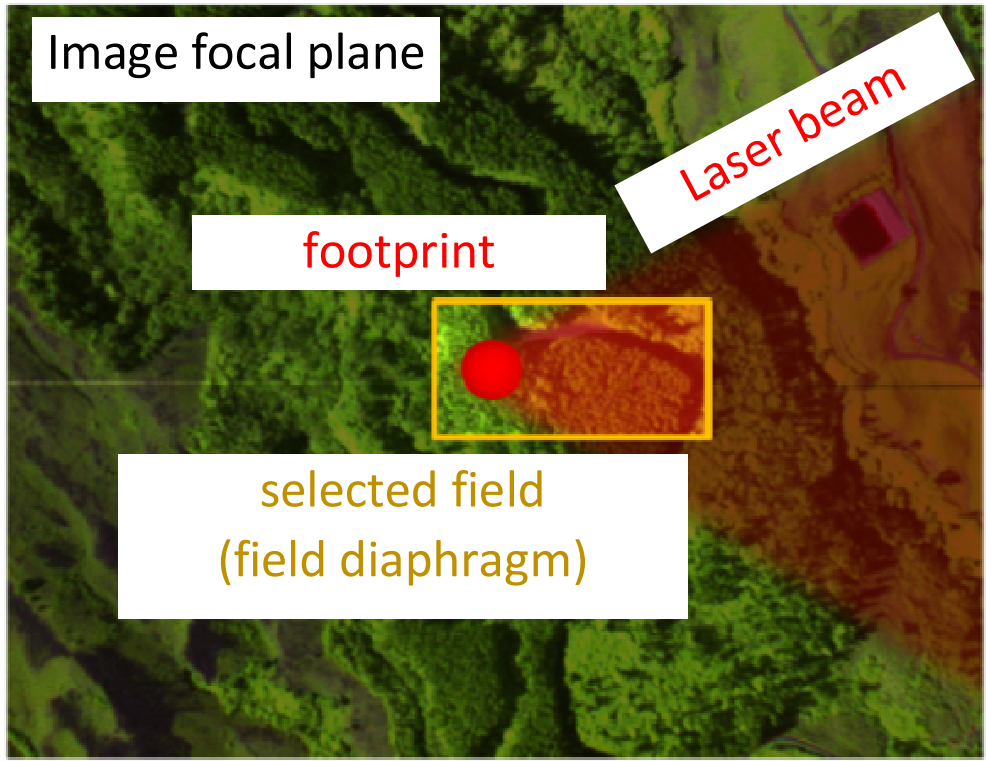 Image focal plane
Laser beam
footprint
selected field
(field diaphragm)